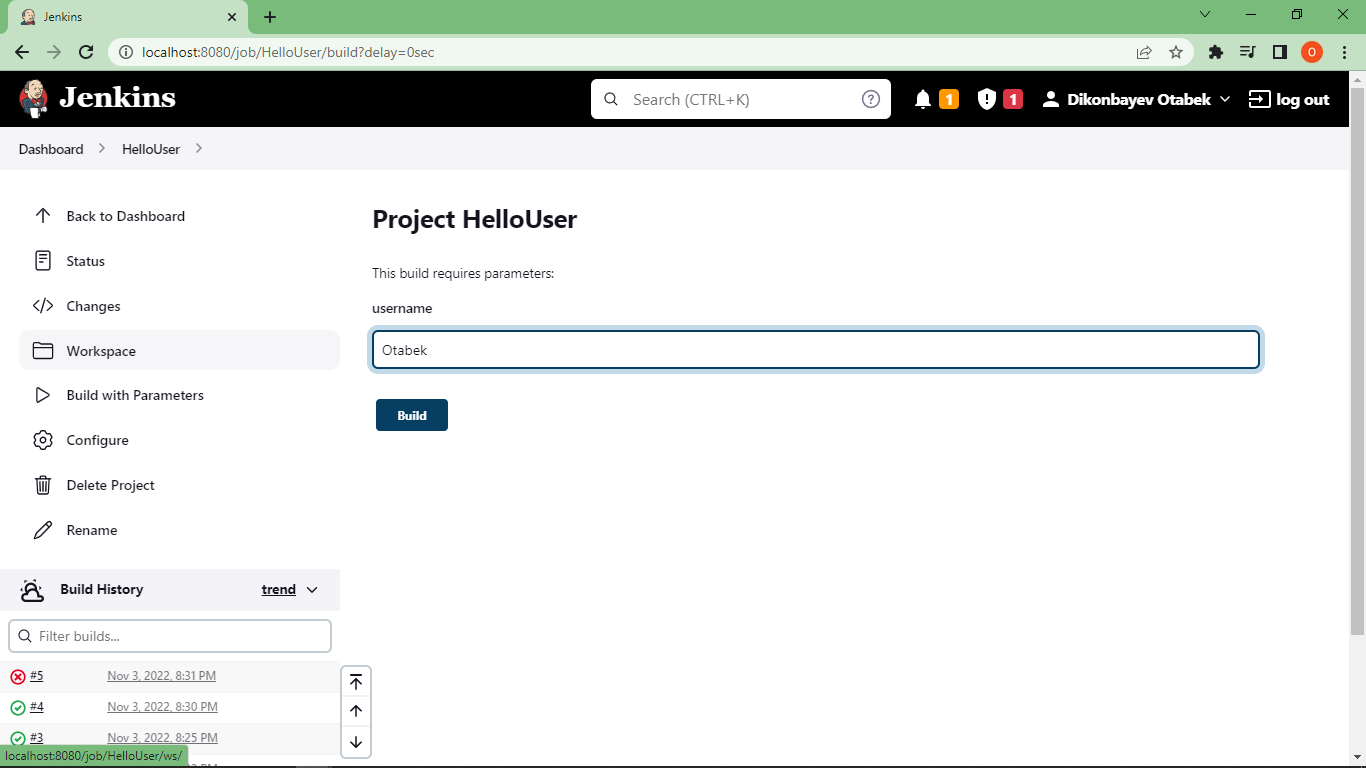 Jenkins
localhost:8080/job/HelloUser/build?delay=0sec
O
Jenkins
Search (CTRL+K)
1
1
Dikonbayev Otabek
log out
Dashboard
HelloUser
Back to Dashboard
Status
Changes
Workspace
Build with Parameters
Configure
Delete Project
Rename
Project HelloUser
This build requires parameters:
username
Otabek
Build
Build History
trend
Filter builds...
#5 Nov 3, 2022, 8:31 PM
#4 Nov 3, 2022, 8:30 PM
#3 Nov 3, 2022, 8:25 PM
localhost:8080/job/HelloUser/ws/